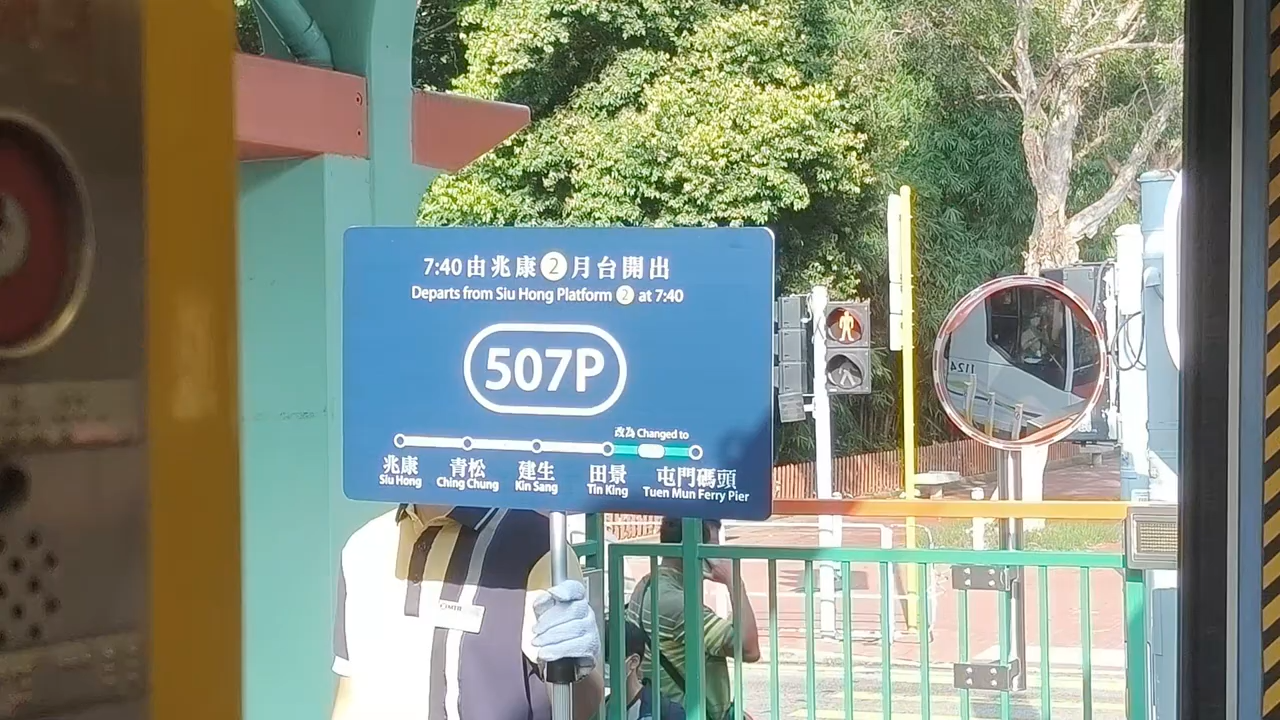 7:40由兆康2月台開出
Departs from Siu Hong Platform 2 at 7:40
507P
改為 Changed to
兆康 青松 建生 田景 屯門碼頭
Siu Hong Ching Chung Kin Sang Tin King Tuen Mun Ferry Pier
MTR
1124